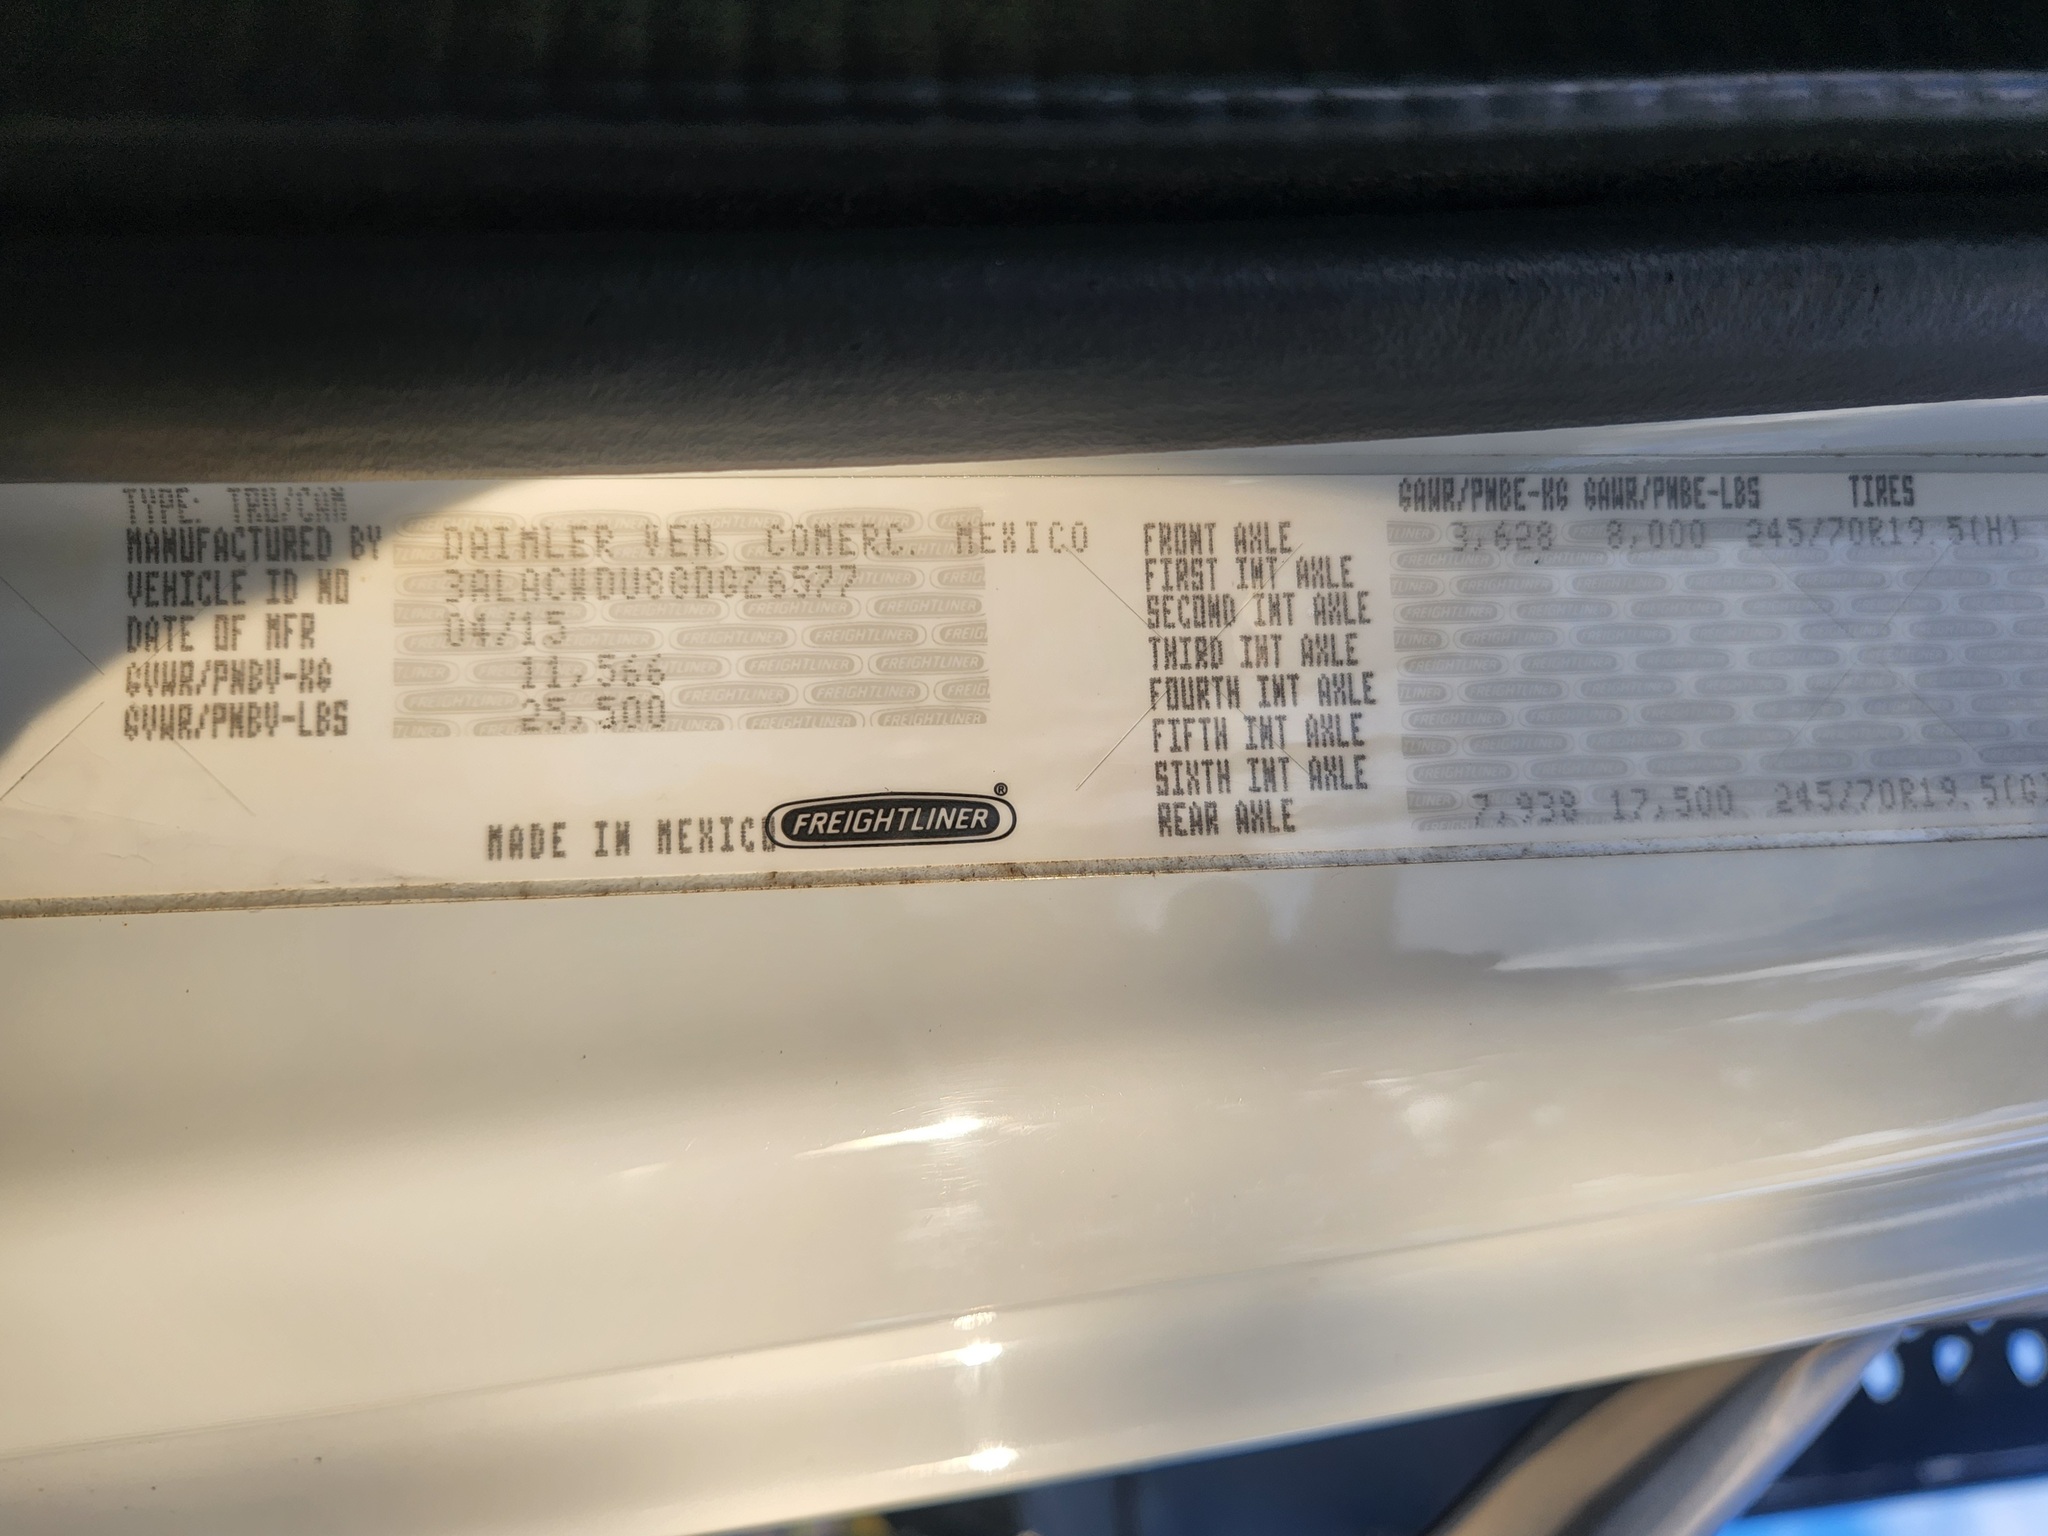 TYPE: TRU/CAM
MANUFACTURED BY DAIMLER VEH. COMERC. MEXICO
VEHICLE ID NO 3ALACWDU8GDGZ6577
DATE OF MFR 04/15
GVWR/PNBV-KG 11,566
GVWR/PNBV-LBS 25,500
MADE IN MEXICO FREIGHTLINER®
GAWR/PNBE-KG GAWR/PNBE-LBS TIRES
FRONT AXLE 3,628 8,000 245/70R19.5(H)
FIRST INT AXLE
SECOND INT AXLE
THIRD INT AXLE
FOURTH INT AXLE
FIFTH INT AXLE
SIXTH INT AXLE
REAR AXLE 7,938 17,500 245/70R19.5(G)